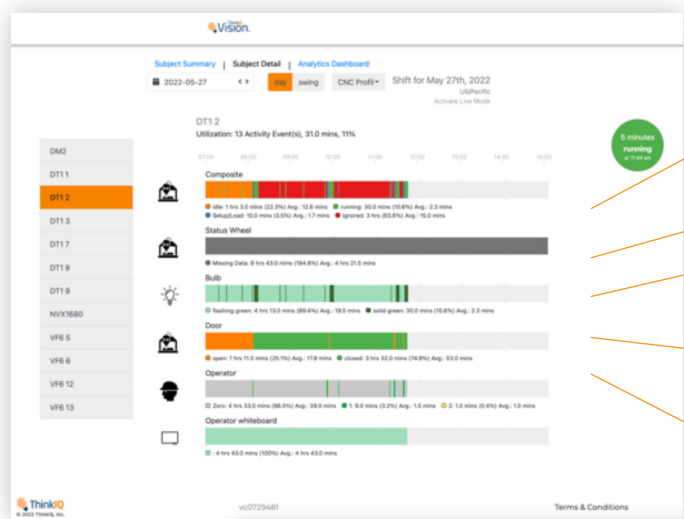 ThinkIQ
Vision.
Subject Summary | Subject Detail | Analytics Dashboard
2022-05-27 < > day swing CNC Profil Shift for May 27th, 2022
US/Pacific
Activate Live Mode
DT1 2
Utilization: 13 Activity Event(s), 31.0 mins, 11%
5 minutes
running
at 11:44 am
07:00 08:00 09:00 10:00 11:00 12:00 13:00 14:00 15:00
DM2
DT1 1
DT1 2
DT1 3
DT1 7
DT1 8
DT1 9
NVX1680
VF6 5
VF6 6
VF6 12
VF6 13
Composite
idle: 1 hrs 3.0 mins (22.3%) Avg.: 12.6 mins running: 30.0 mins (10.6%) Avg.: 2.3 mins
Setup/Load: 10.0 mins (3.5%) Avg.: 1.7 mins Ignored: 3 hrs (63.6%) Avg.: 15.0 mins
Status Wheel
Missing Data: 8 hrs 43.0 mins (184.8%) Avg.: 4 hrs 21.5 mins
Bulb
flashing green: 4 hrs 13.0 mins (89.4%) Avg.: 19.5 mins solid green: 30.0 mins (10.6%) Avg.: 2.3 mins
Door
open: 1 hrs 11.0 mins (25.1%) Avg.: 17.8 mins closed: 3 hrs 32.0 mins (74.9%) Avg.: 53.0 mins
Operator
Zero: 4 hrs 33.0 mins (96.5%) Avg.: 39.0 mins 1: 9.0 mins (3.2%) Avg.: 1.5 mins 2: 1.0 mins (0.4%) Avg.: 1.0 mins
Operator whiteboard
: 4 hrs 43.0 mins (100%) Avg.: 4 hrs 43.0 mins
ThinkIQ
© 2022 ThinkIQ, Inc.
vc0729481
Terms & Conditions